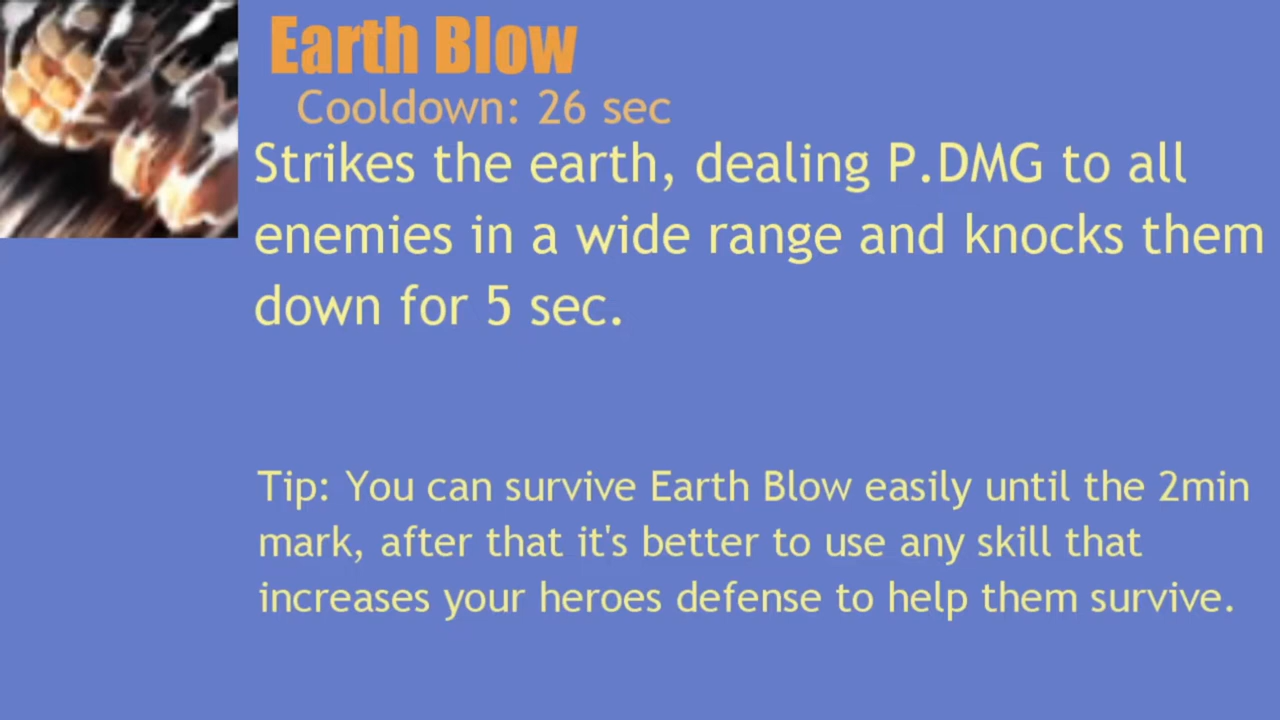 Earth Blow
Cooldown: 26 sec
Strikes the earth, dealing P.DMG to all
enemies in a wide range and knocks them
down for 5 sec.
Tip: You can survive Earth Blow easily until the 2min
mark, after that it's better to use any skill that
increases your heroes defense to help them survive.